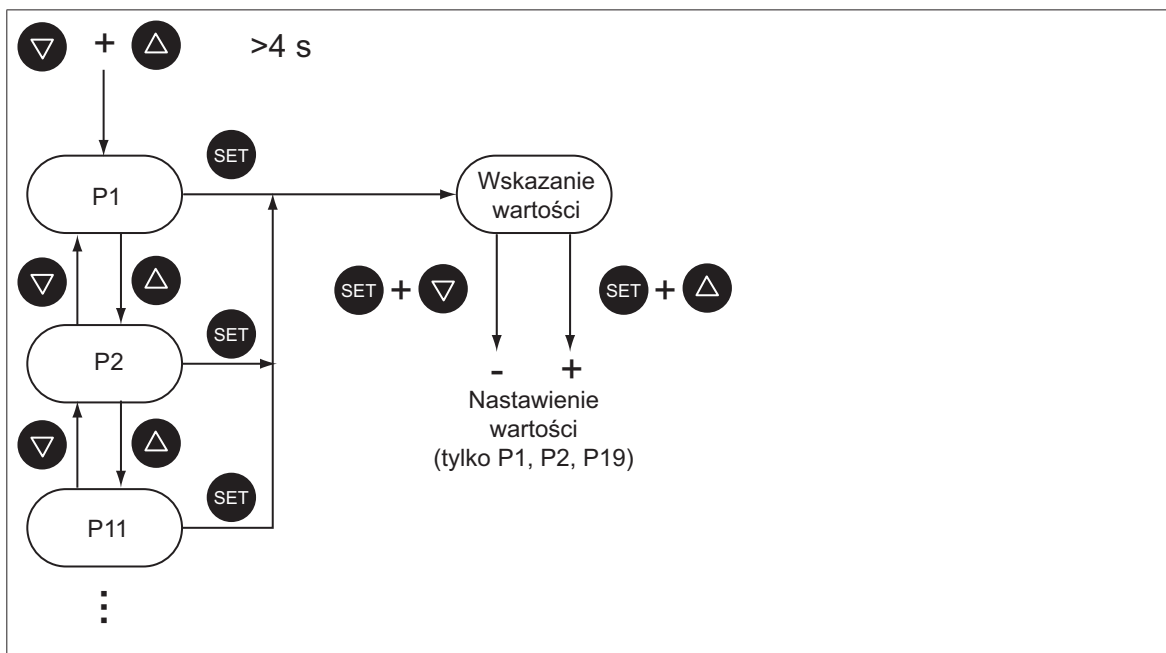 + >4 s
SET
P1
Wskazanie
wartości
SET + SET +
SET
P2
- +
Nastawienie
wartości
(tylko P1, P2, P19)
SET
P11
⋮